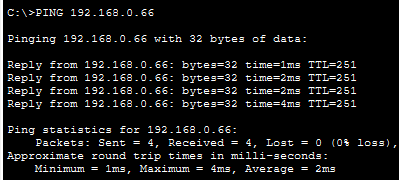 C:\>PING 192.168.0.66
Pinging 192.168.0.66 with 32 bytes of data:
Reply from 192.168.0.66: bytes=32 time=1ms TTL=251
Reply from 192.168.0.66: bytes=32 time=2ms TTL=251
Reply from 192.168.0.66: bytes=32 time=2ms TTL=251
Reply from 192.168.0.66: bytes=32 time=4ms TTL=251
Ping statistics for 192.168.0.66:
    Packets: Sent = 4, Received = 4, Lost = 0 (0% loss),
Approximate round trip times in milli-seconds:
    Minimum = 1ms, Maximum = 4ms, Average = 2ms